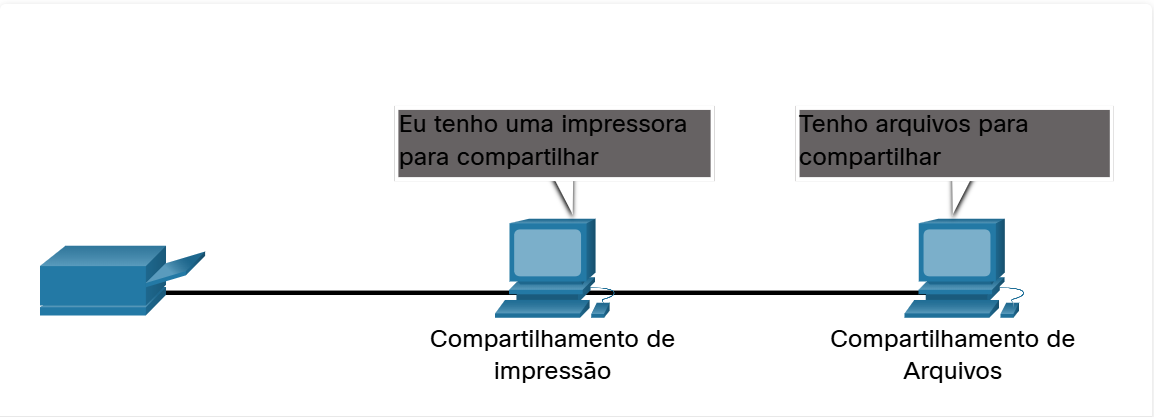 Eu tenho uma impressora
para compartilhar
Tenho arquivos para
compartilhar
Compartilhamento de
impressão
Compartilhamento de
Arquivos